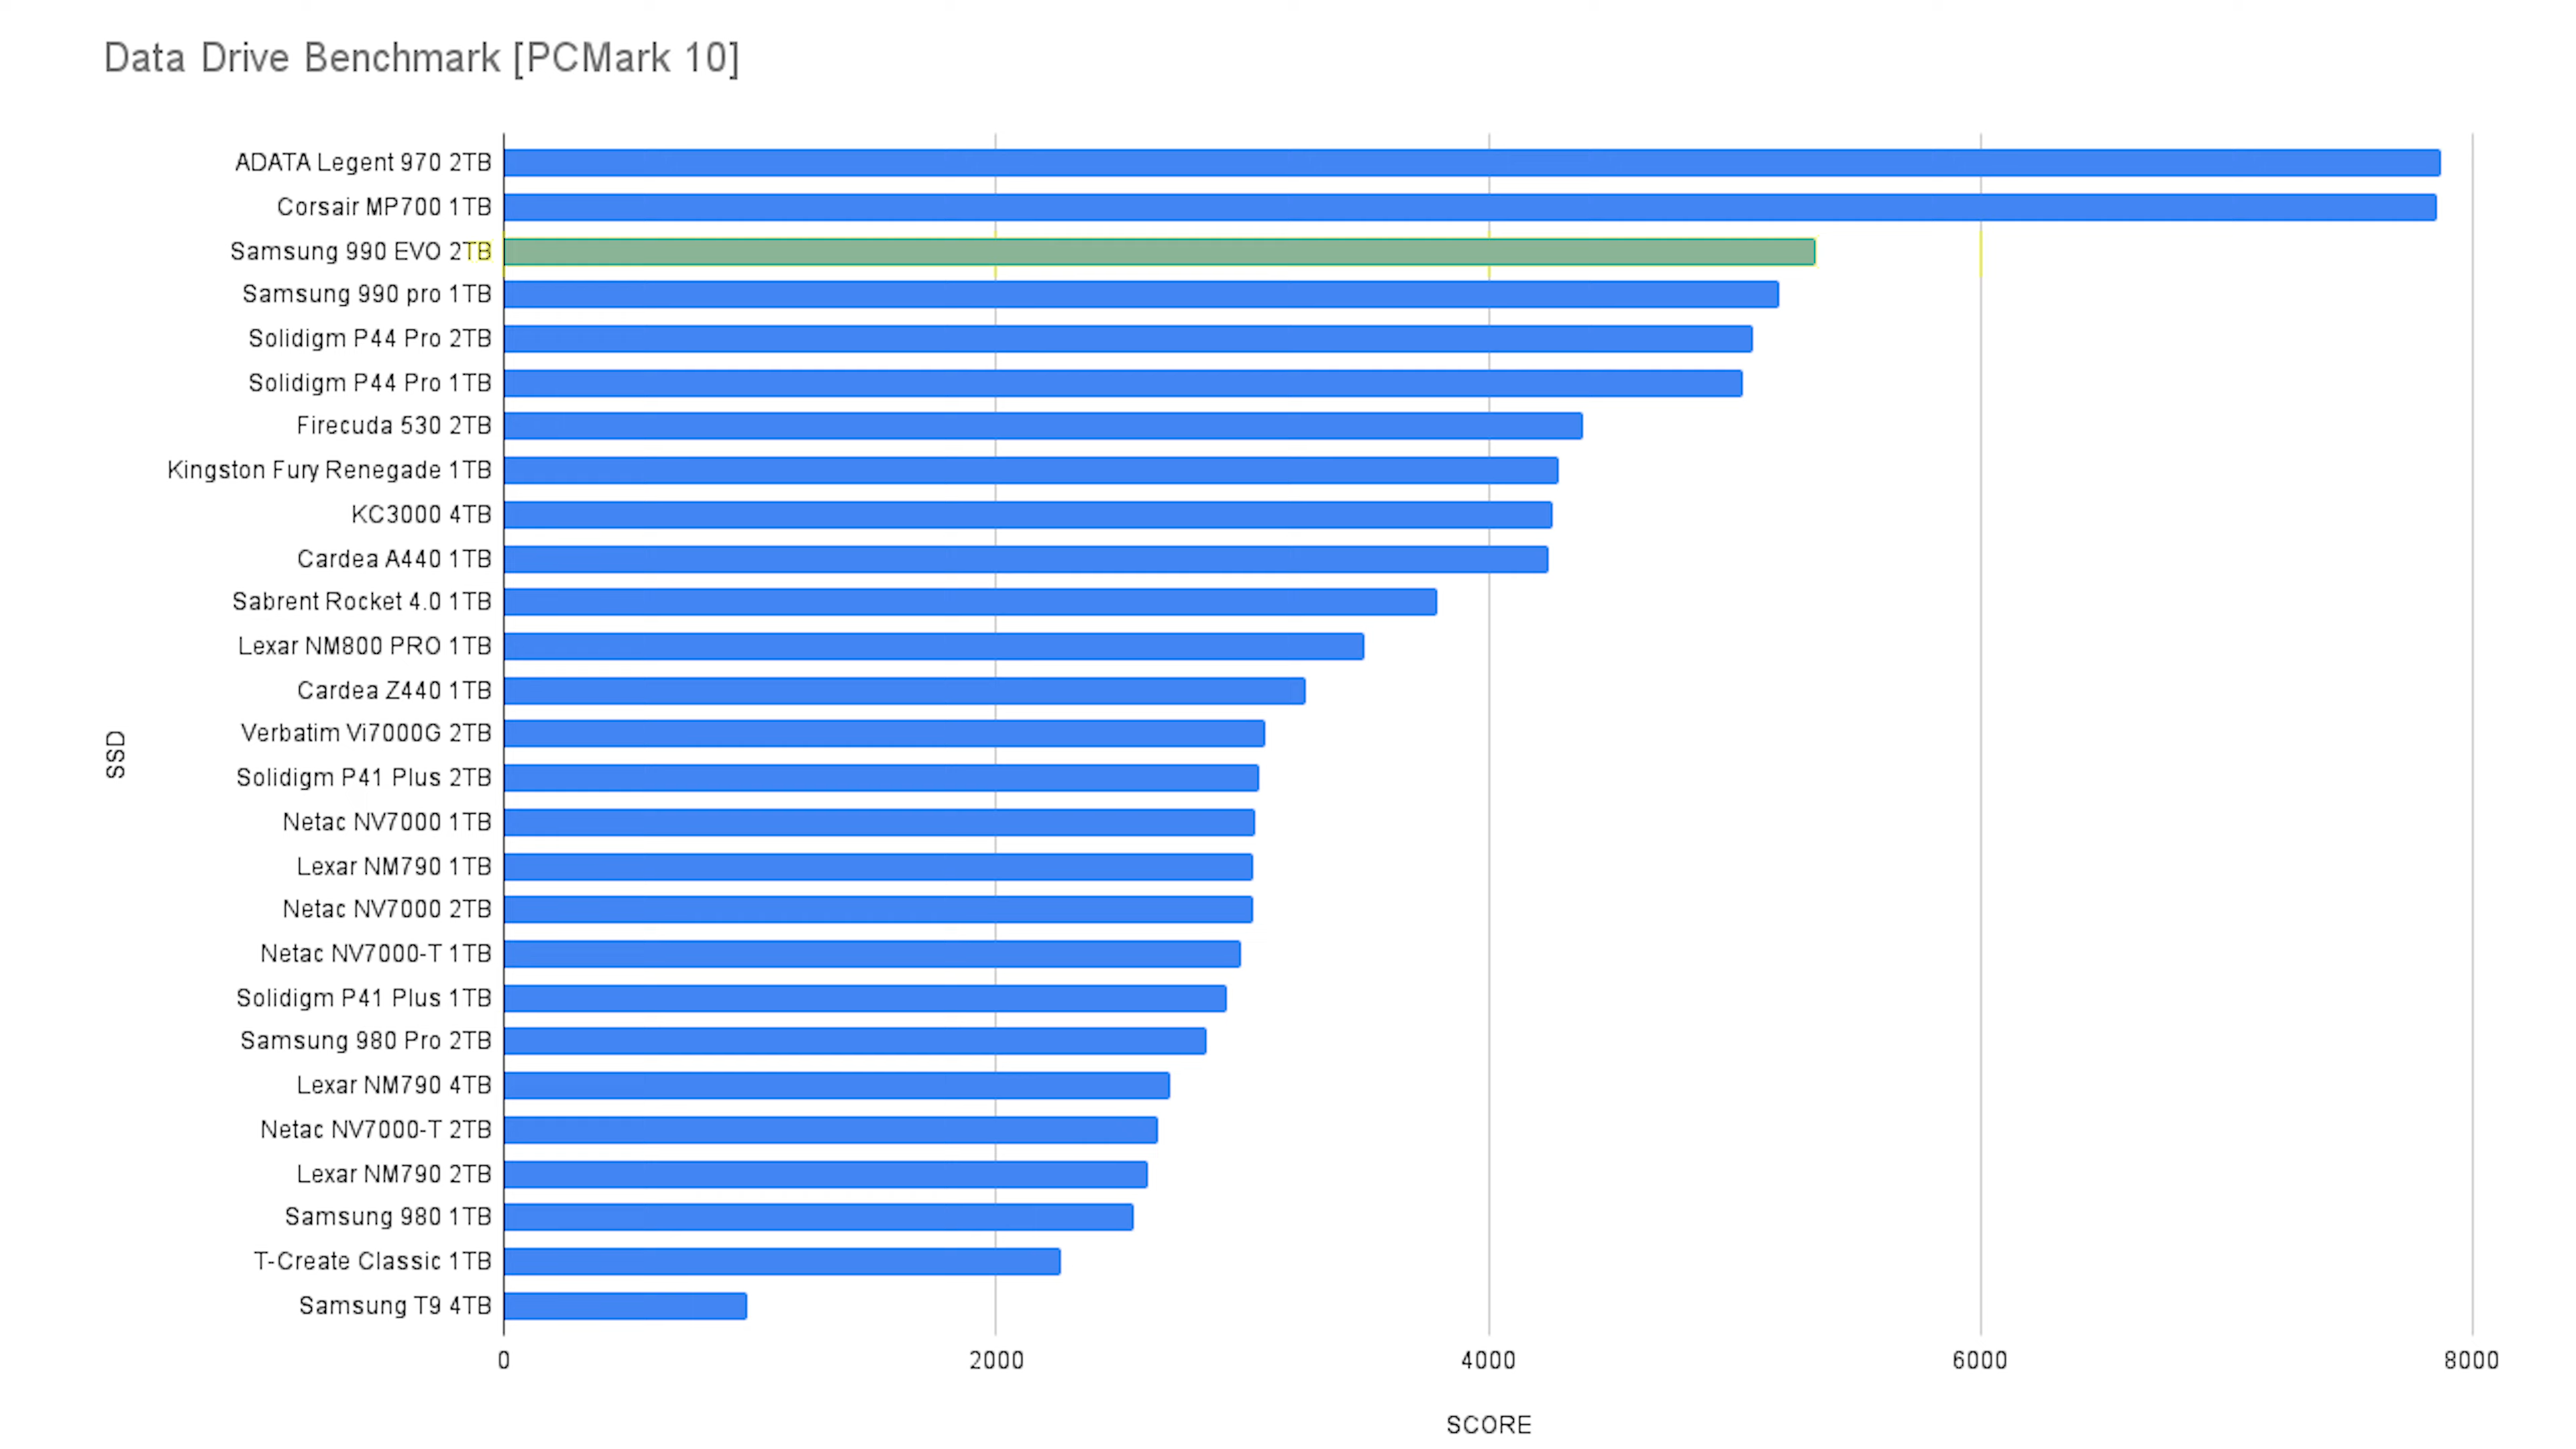 Data Drive Benchmark [PCMark 10]
ADATA Legent 970 2TB
Corsair MP700 1TB
Samsung 990 EVO 2TB
Samsung 990 pro 1TB
Solidigm P44 Pro 2TB
Solidigm P44 Pro 1TB
Firecuda 530 2TB
Kingston Fury Renegade 1TB
KC3000 4TB
Cardea A440 1TB
Sabrent Rocket 4.0 1TB
Lexar NM800 PRO 1TB
Cardea Z440 1TB
Verbatim Vi7000G 2TB
Solidigm P41 Plus 2TB
Netac NV7000 1TB
Lexar NM790 1TB
Netac NV7000 2TB
Netac NV7000-T 1TB
Solidigm P41 Plus 1TB
Samsung 980 Pro 2TB
Lexar NM790 4TB
Netac NV7000-T 2TB
Lexar NM790 2TB
Samsung 980 1TB
T-Create Classic 1TB
Samsung T9 4TB
SSD
0 2000 4000 6000 8000
SCORE